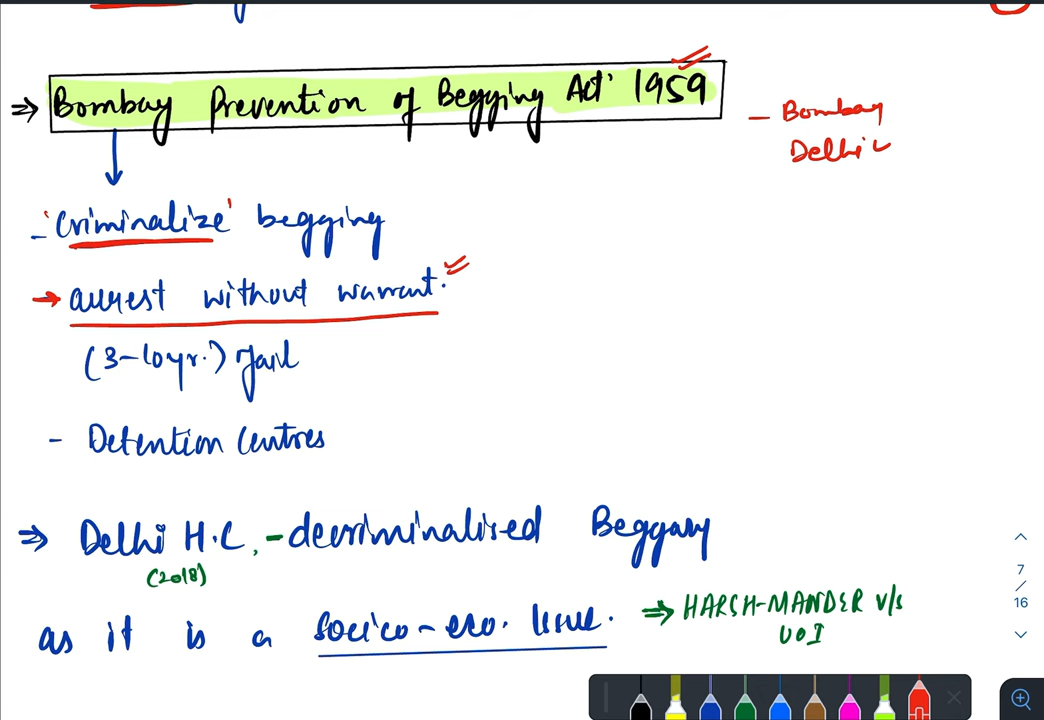 ⇒ Bombay Prevention of Begging Act 1959
- Bombay
Delhi
- 'Criminalize' begging
→ arrest without warrant.
(3-10yr.) Jail
- Detention Centres
⇒ Delhi H.C. - decriminalised Beggary
(2018)
as it is a Socico-eco. Issue.
⇒ HARSH-MANDER v/s
UOI
7
/
16